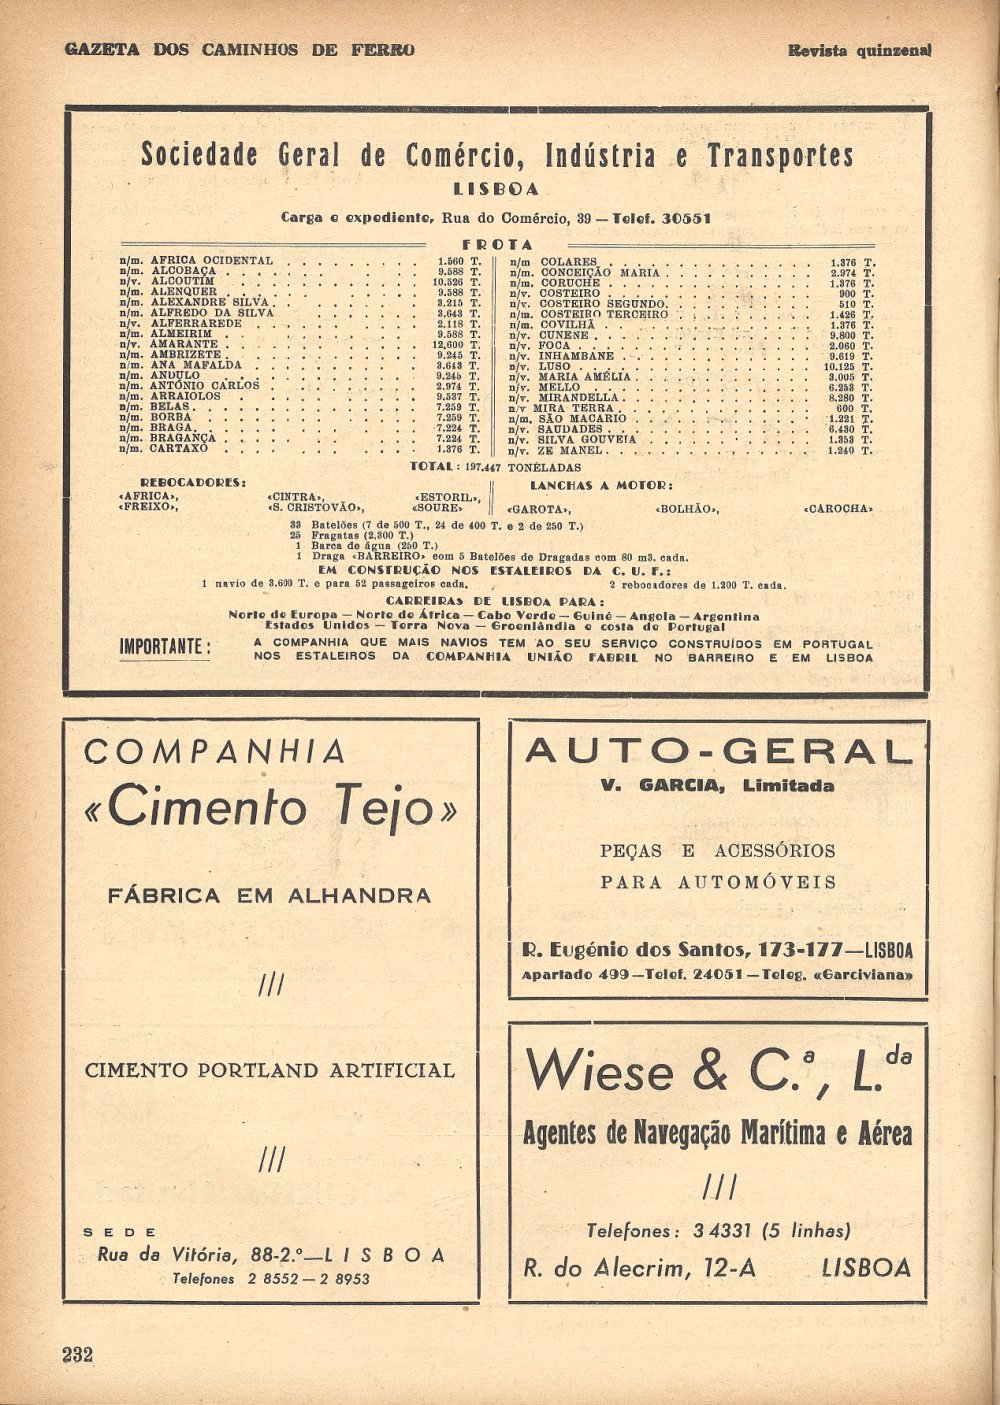 GAZETA DOS CAMINHOS DE FERRO
Revista quinzenal
Sociedade Geral de Comércio, Indústria e Transportes
LISBOA
Carga e expediente, Rua do Comércio, 39 — Telef. 30551
FROTA
n/m. AFRICA OCIDENTAL . . . . . . . . 1.560 T.
n/m. ALCOBAÇA . . . . . . . . 9.588 T.
n/v. ALCOUTIM . . . . . . . . 10.526 T.
n/m. ALENQUER . . . . . . . . 9.588 T.
n/m. ALEXANDRE SILVA . . . . . . . . 3.215 T.
n/m. ALFREDO DA SILVA . . . . . . . . 3.643 T.
n/v. ALFERRAREDE . . . . . . . . 2.118 T.
n/m. ALMEIRIM . . . . . . . . 9.588 T.
n/v. AMARANTE . . . . . . . . 12,600 T.
n/m. AMBRIZETE . . . . . . . . 9.245 T.
n/m. ANA MAFALDA . . . . . . . . 3.643 T.
n/m. ANDULO . . . . . . . . 9.245 T.
n/m. ANTÓNIO CARLOS . . . . . . . . 2.974 T.
n/m. ARRAIOLOS . . . . . . . . 9.537 T.
n/m. BELAS . . . . . . . . 7.259 T.
n/m. BORBA . . . . . . . . 7.259 T.
n/m. BRAGA . . . . . . . . 7.224 T.
n/m. BRAGANÇA . . . . . . . . 7.224 T.
n/m. CARTAXO . . . . . . . . 1.376 T.
n/m COLARES . . . . . . . . 1.376 T.
n/m. CONCEIÇÃO MARIA . . . . . . . . 2.974 T.
n/m. CORUCHE . . . . . . . . 1.376 T.
n/v. COSTEIRO . . . . . . . . 900 T.
n/v. COSTEIRO SEGUNDO . . . . . . . . 510 T.
n/m. COSTEIRO TERCEIRO . . . . . . . . 1.426 T.
n/m. COVILHÃ . . . . . . . . 1.376 T.
n/v. CUNENE . . . . . . . . 9.800 T.
n/v. FOCA . . . . . . . . 2.060 T.
n/v. INHAMBANE . . . . . . . . 9.619 T.
n/v. LUSO . . . . . . . . 10.125 T.
n/v. MARIA AMÉLIA . . . . . . . . 3.005 T.
n/v. MELLO . . . . . . . . 6.253 T.
n/v. MIRANDELLA . . . . . . . . 8.280 T.
n/v MIRA TERRA . . . . . . . . 600 T.
n/m. SÃO MACARIO . . . . . . . . 1.221 T.
n/v. SAUDADES . . . . . . . . 6.430 T.
n/v. SILVA GOUVEIA . . . . . . . . 1.353 T.
n/v. ZE MANEL . . . . . . . . 1.240 T.
TOTAL: 197.447 TONELADAS
REBOCADORES:
«AFRICA», «CINTRA», «ESTORIL»,
«FREIXO», «S. CRISTOVÃO», «SOURE»
LANCHAS A MOTOR:
«GAROTA», «BOLHÃO», «CAROCHA»
33 Batelões (7 de 500 T., 24 de 400 T. e 2 de 250 T.)
25 Fragatas (2,300 T.)
1 Barca de água (250 T.)
1 Draga «BARREIRO» com 5 Batelões de Dragadas com 80 m3. cada.
EM CONSTRUÇÃO NOS ESTALEIROS DA C. U. F.:
1 navio de 3.600 T. e para 52 passageiros cada. 2 rebocadores de 1.200 T. cada.
CARREIRAS DE LISBOA PARA:
Norte de Europa — Norte de África — Cabo Verde — Guiné — Angola — Argentina
Estados Unidos — Terra Nova — Groenlândia e costa de Portugal
IMPORTANTE: A COMPANHIA QUE MAIS NAVIOS TEM AO SEU SERVIÇO CONSTRUÍDOS EM PORTUGAL
NOS ESTALEIROS DA COMPANHIA UNIÃO FABRIL NO BARREIRO E EM LISBOA
COMPANHIA
«Cimento Tejo»
FÁBRICA EM ALHANDRA
///
CIMENTO PORTLAND ARTIFICIAL
///
SEDE
Rua da Vitória, 88-2.º—LISBOA
Telefones 2 8552 — 2 8953
AUTO-GERAL
V. GARCIA, Limitada
PEÇAS E ACESSÓRIOS
PARA AUTOMÓVEIS
R. Eugénio dos Santos, 173-177—LISBOA
Apartado 499—Telef. 24051—Teleg. «Garciviana»
Wiese & C.ª, L.da
Agentes de Navegação Marítima e Aérea
///
Telefones: 3 4331 (5 linhas)
R. do Alecrim, 12-A LISBOA
232